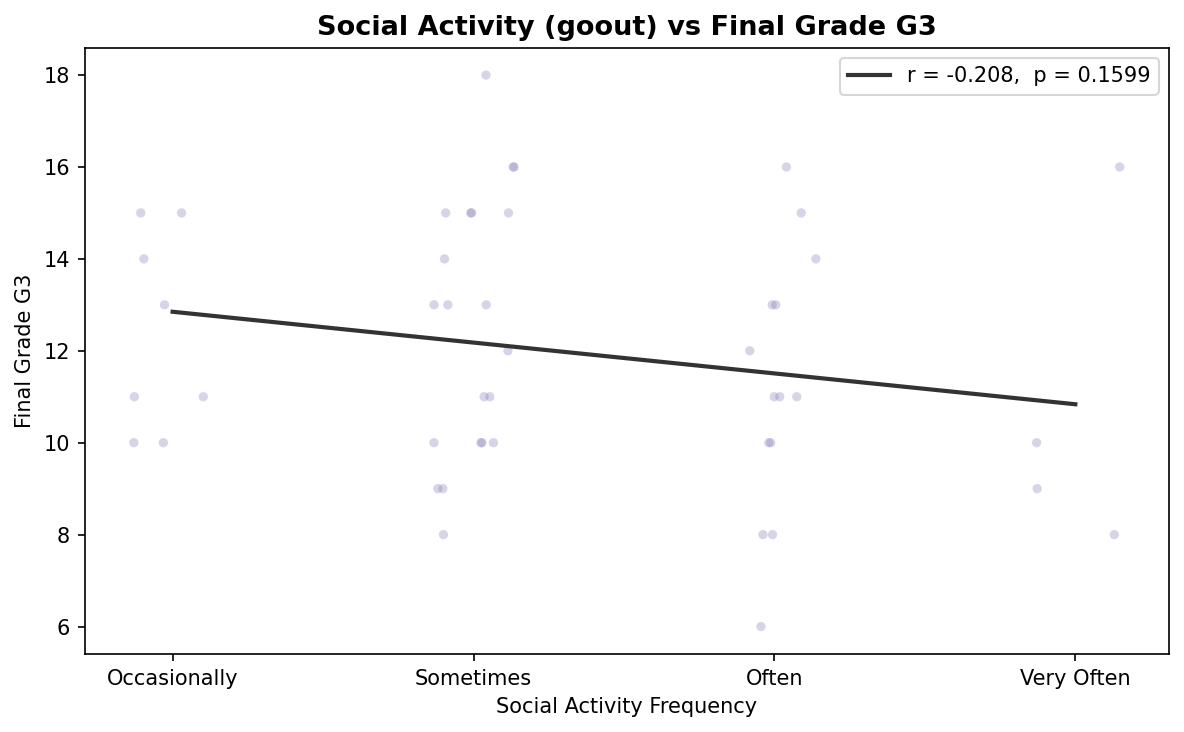 Social Activity (goout) vs Final Grade G3
r = -0.208,  p = 0.1599
Final Grade G3
18
16
14
12
10
8
6
Occasionally Sometimes Often Very Often
Social Activity Frequency